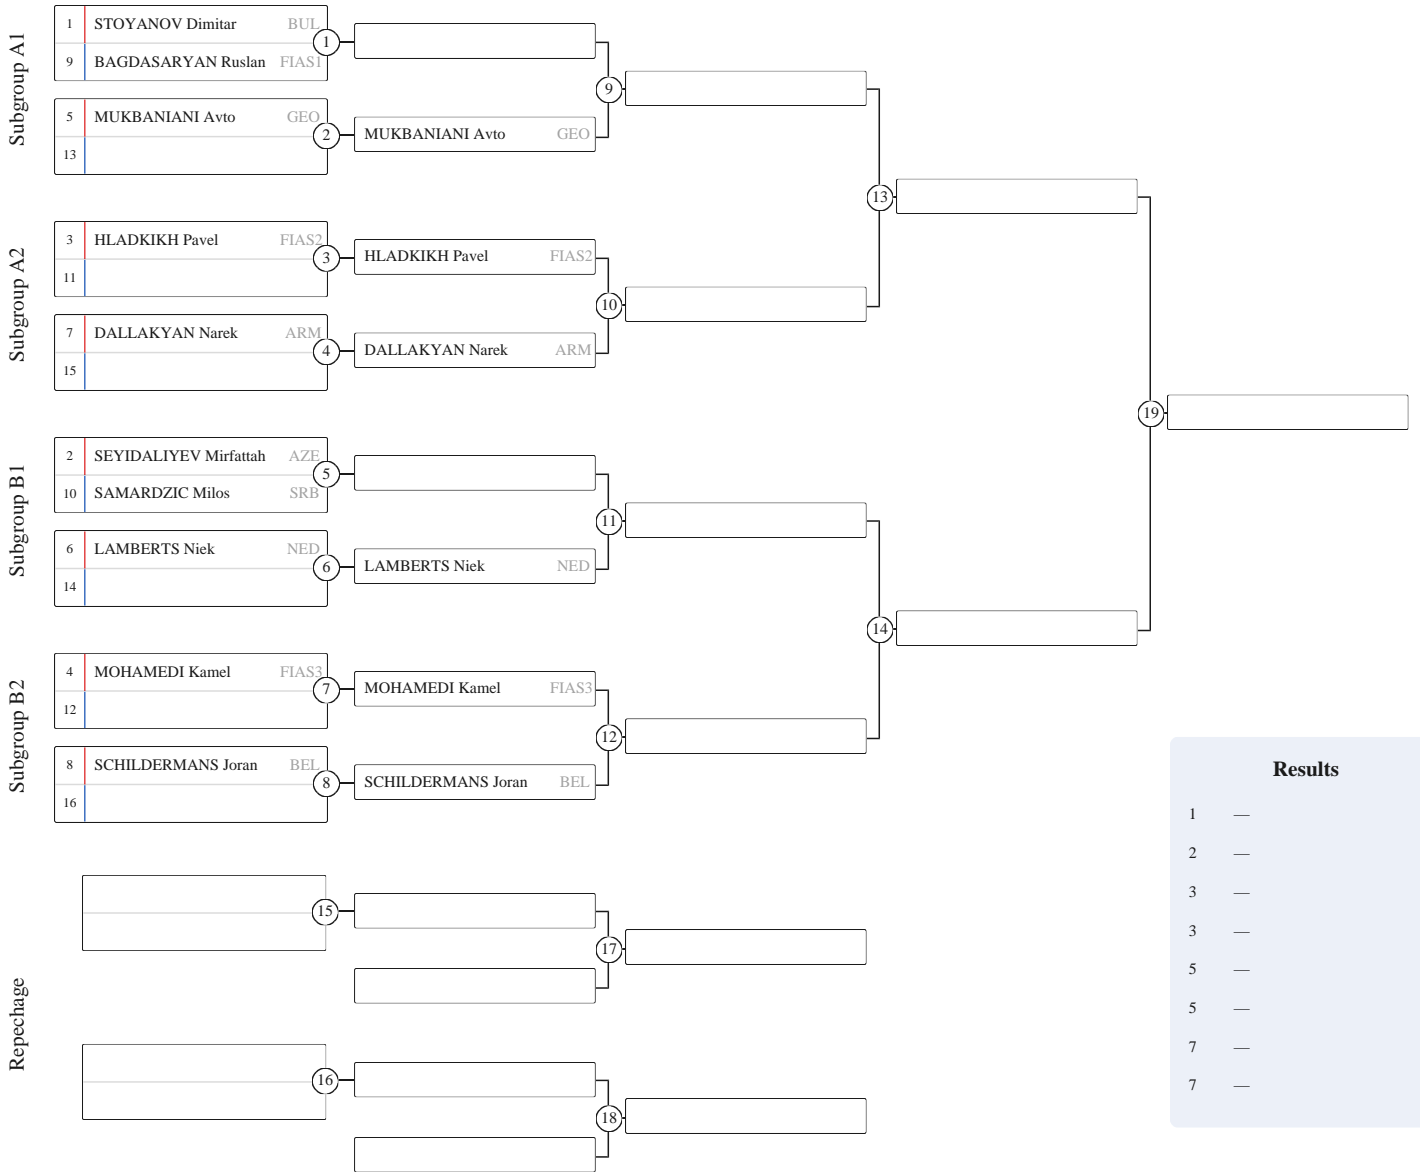 Subgroup A1
1 STOYANOV Dimitar BUL
9 BAGDASARYAN Ruslan FIAS1
1
5 MUKBANIANI Avto GEO
13
2
MUKBANIANI Avto GEO
9
Subgroup A2
3 HLADKIKH Pavel FIAS2
11
3
HLADKIKH Pavel FIAS2
7 DALLAKYAN Narek ARM
15
4
DALLAKYAN Narek ARM
10
13
Subgroup B1
2 SEYIDALIYEV Mirfattah AZE
10 SAMARDZIC Milos SRB
5
6 LAMBERTS Niek NED
14
6
LAMBERTS Niek NED
11
Subgroup B2
4 MOHAMEDI Kamel FIAS3
12
7
MOHAMEDI Kamel FIAS3
8 SCHILDERMANS Joran BEL
16
8
SCHILDERMANS Joran BEL
12
14
19
Repechage
15
17
16
18
Results
1 —
2 —
3 —
3 —
5 —
5 —
7 —
7 —